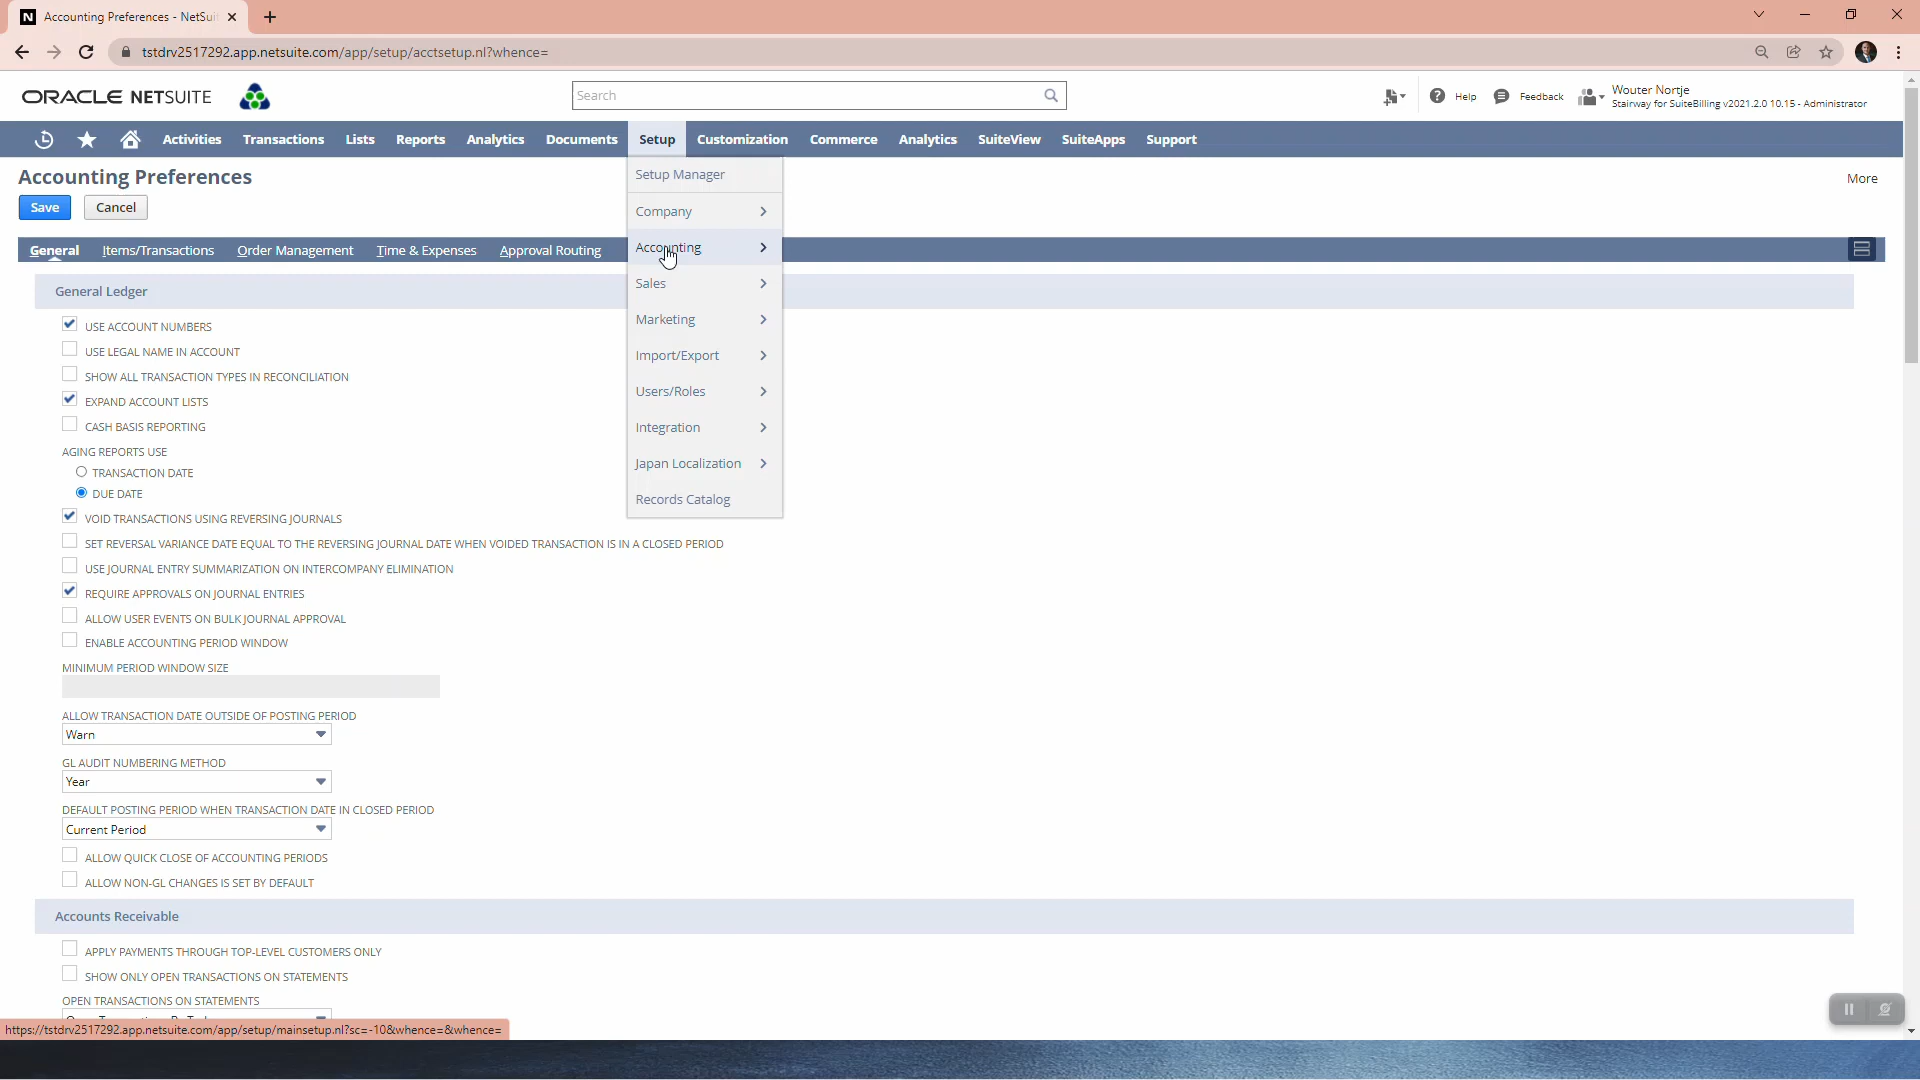 Accounting Preferences - NetSui
tstdrv2517292.app.netsuite.com/app/setup/acctsetup.nl?whence=
ORACLE NETSUITE
Search
Help
Feedback
Wouter Nortje
Stairway for SuiteBilling v2021.2.0 10.15 - Administrator
Activities Transactions Lists Reports Analytics Documents Setup Customization Commerce Analytics SuiteView SuiteApps Support
Accounting Preferences
More
Save Cancel
General Items/Transactions Order Management Time & Expenses Approval Routing
Setup Manager
Company
Accounting
Sales
Marketing
Import/Export
Users/Roles
Integration
Japan Localization
Records Catalog
General Ledger
USE ACCOUNT NUMBERS
USE LEGAL NAME IN ACCOUNT
SHOW ALL TRANSACTION TYPES IN RECONCILIATION
EXPAND ACCOUNT LISTS
CASH BASIS REPORTING
AGING REPORTS USE
TRANSACTION DATE
DUE DATE
VOID TRANSACTIONS USING REVERSING JOURNALS
SET REVERSAL VARIANCE DATE EQUAL TO THE REVERSING JOURNAL DATE WHEN VOIDED TRANSACTION IS IN A CLOSED PERIOD
USE JOURNAL ENTRY SUMMARIZATION ON INTERCOMPANY ELIMINATION
REQUIRE APPROVALS ON JOURNAL ENTRIES
ALLOW USER EVENTS ON BULK JOURNAL APPROVAL
ENABLE ACCOUNTING PERIOD WINDOW
MINIMUM PERIOD WINDOW SIZE
ALLOW TRANSACTION DATE OUTSIDE OF POSTING PERIOD
Warn
GL AUDIT NUMBERING METHOD
Year
DEFAULT POSTING PERIOD WHEN TRANSACTION DATE IN CLOSED PERIOD
Current Period
ALLOW QUICK CLOSE OF ACCOUNTING PERIODS
ALLOW NON-GL CHANGES IS SET BY DEFAULT
Accounts Receivable
APPLY PAYMENTS THROUGH TOP-LEVEL CUSTOMERS ONLY
SHOW ONLY OPEN TRANSACTIONS ON STATEMENTS
OPEN TRANSACTIONS ON STATEMENTS
https://tstdrv2517292.app.netsuite.com/app/setup/mainsetup.nl?sc=-10&whence=&whence=